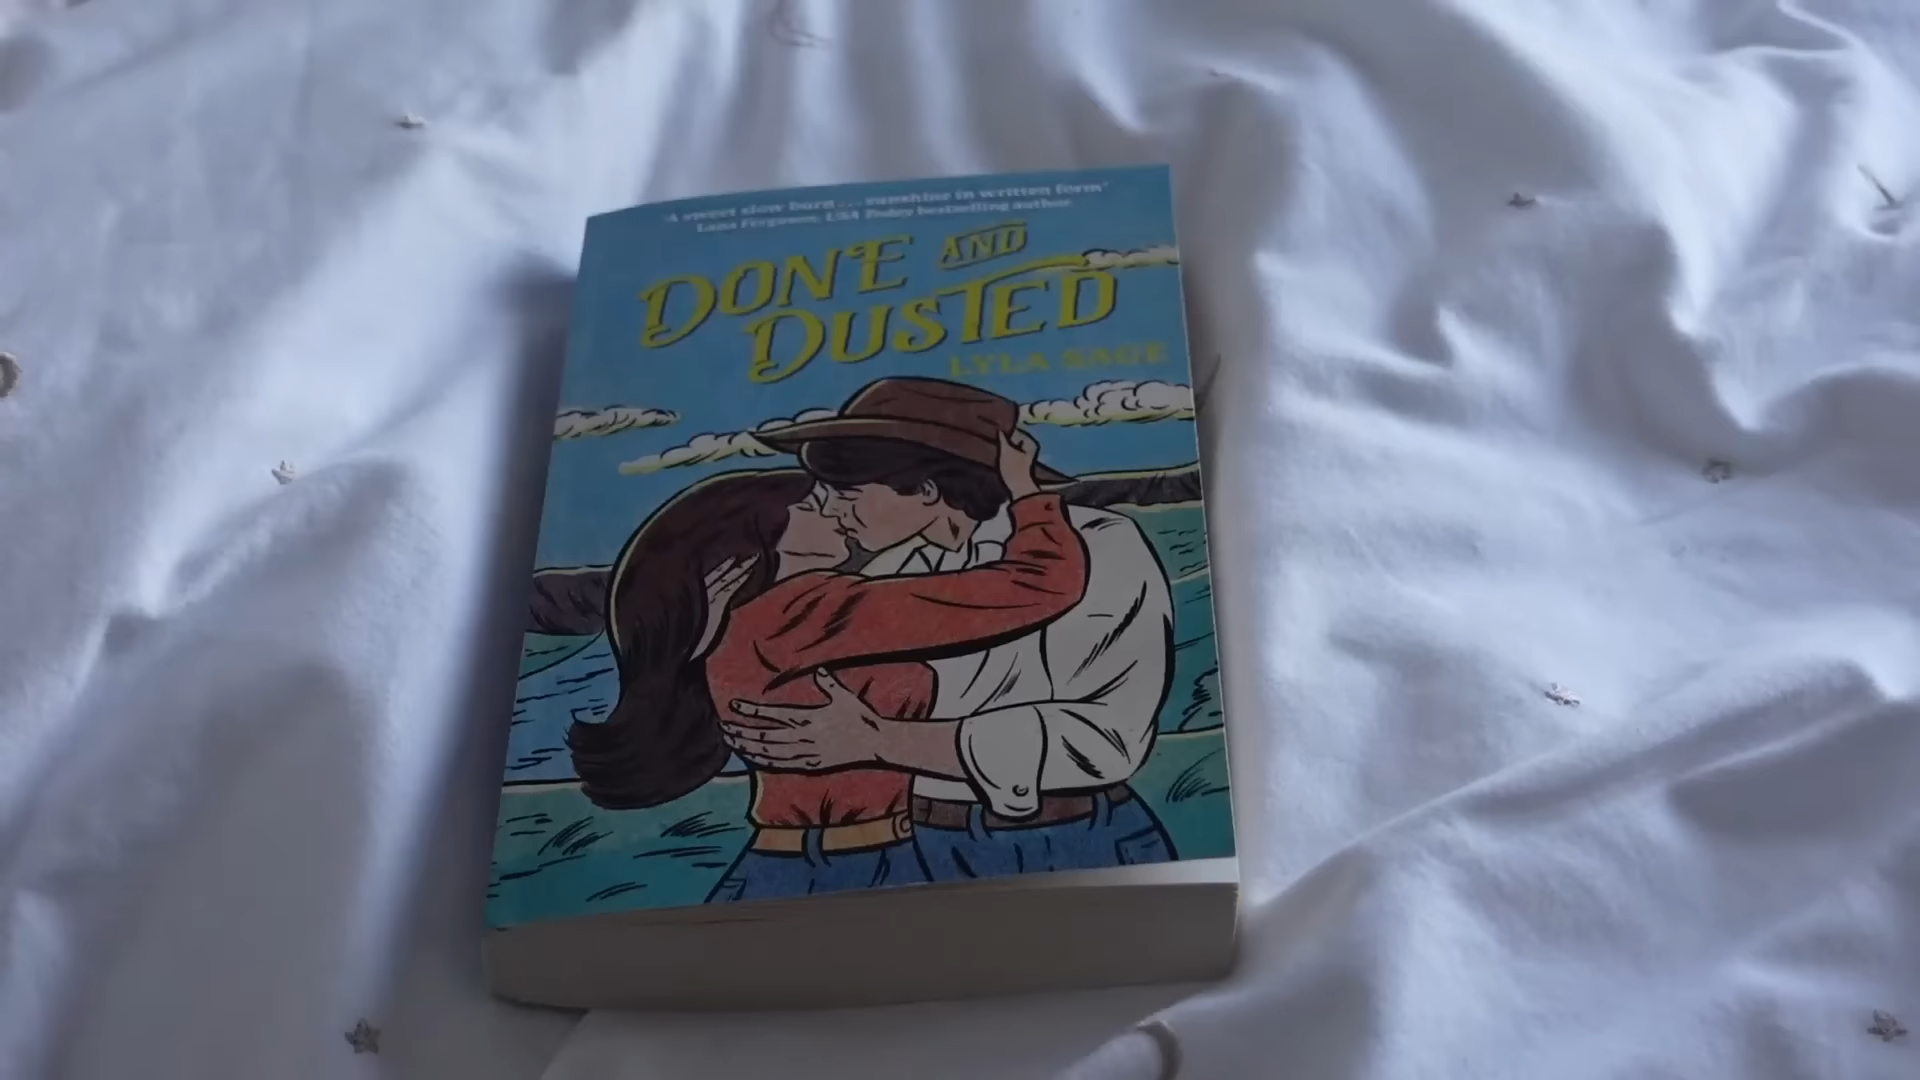 'A sweet slow burn... sunshine in written form'
Lana Ferguson, USA Today bestselling author
DONE AND
DUSTED
LYLA SAGE